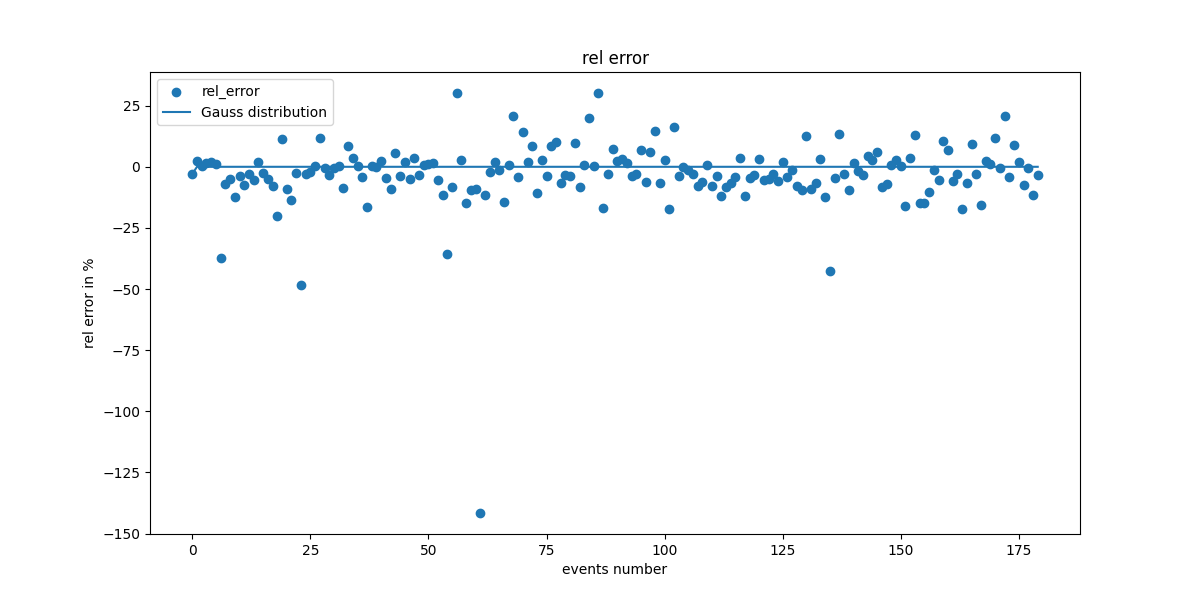 rel error
rel_error
Gauss distribution
25
0
−25
−50
−75
−100
−125
−150
rel error in %
0 25 50 75 100 125 150 175
events number